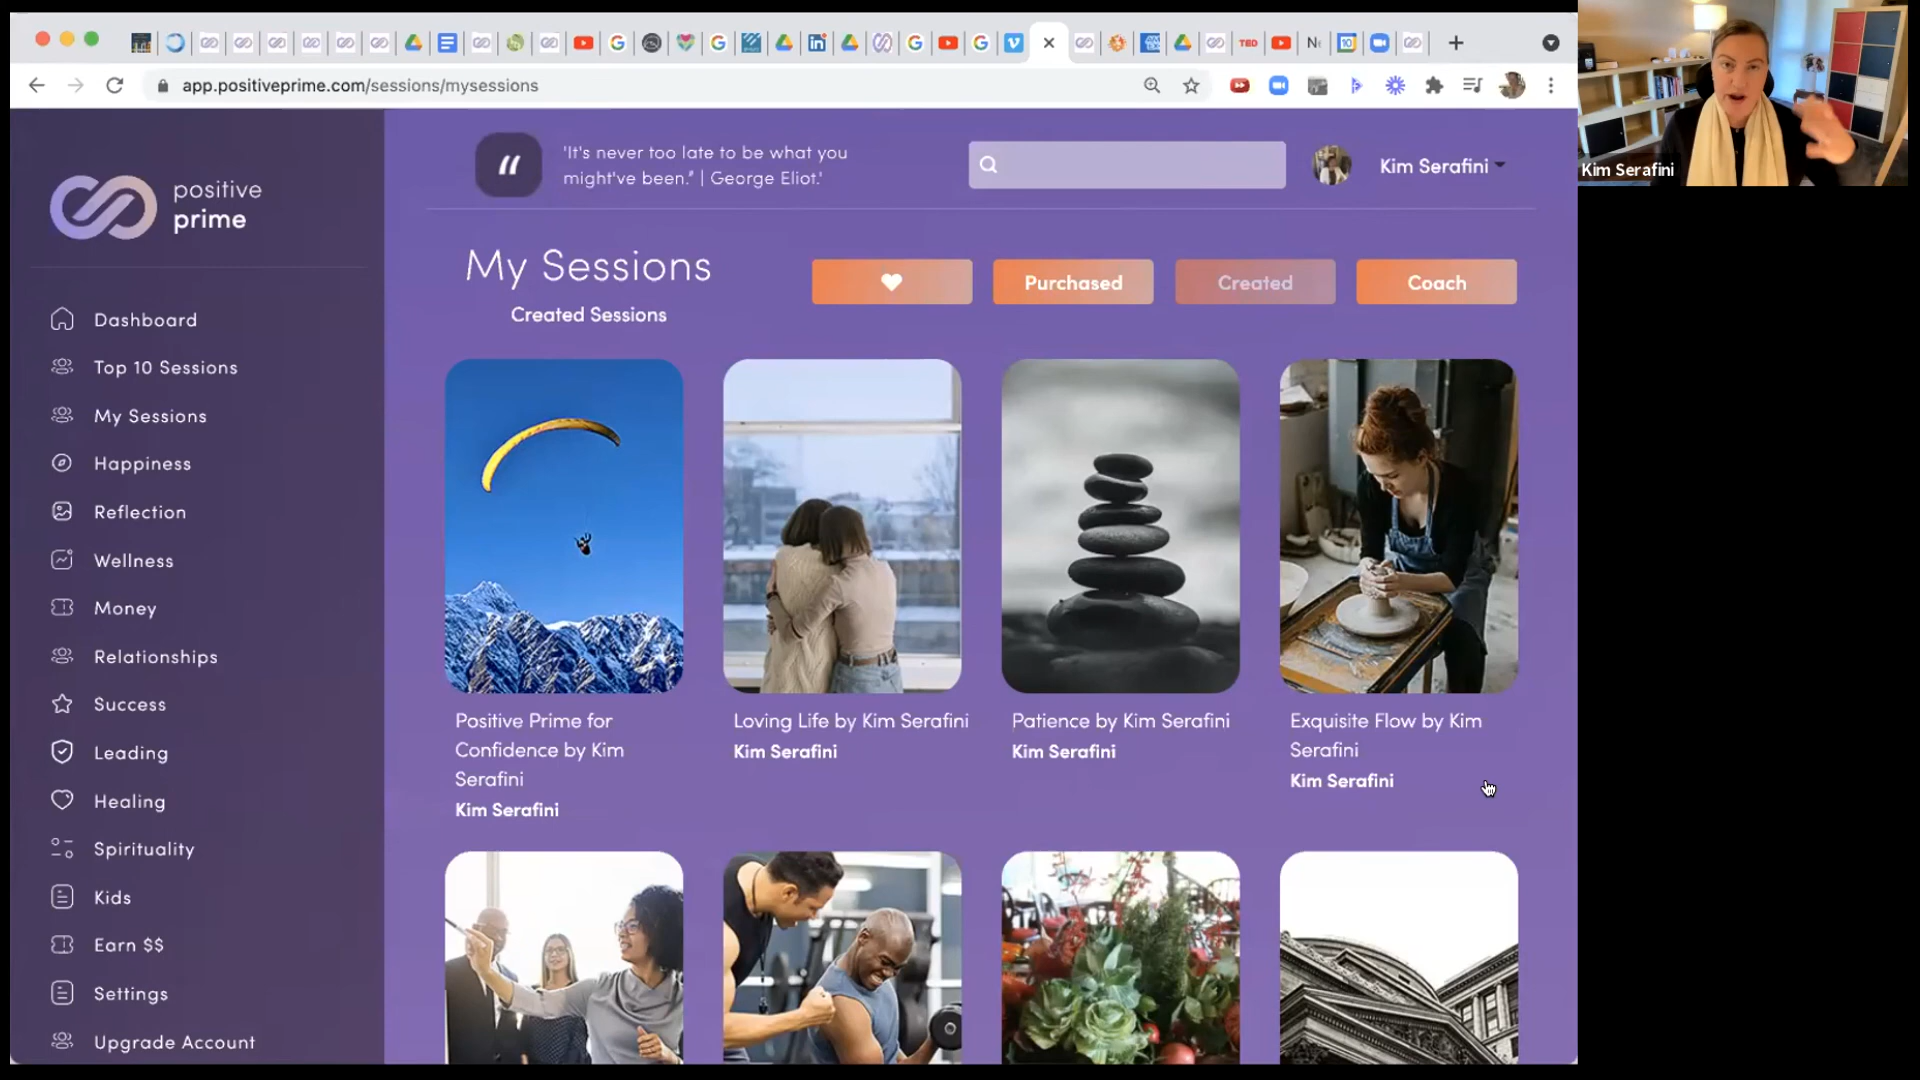 TED
N
10
app.positiveprime.com/sessions/mysessions
Kim Serafini
positive
prime
'It's never too late to be what you
might've been.” | George Eliot.'
Kim Serafini
My Sessions
Created Sessions
Purchased
Created
Coach
Dashboard
Top 10 Sessions
My Sessions
Happiness
Reflection
Wellness
Money
Relationships
Success
Leading
Healing
Spirituality
Kids
Earn $$
Settings
Upgrade Account
Positive Prime for
Confidence by Kim
Serafini
Kim Serafini
Loving Life by Kim Serafini
Kim Serafini
Patience by Kim Serafini
Kim Serafini
Exquisite Flow by Kim
Serafini
Kim Serafini